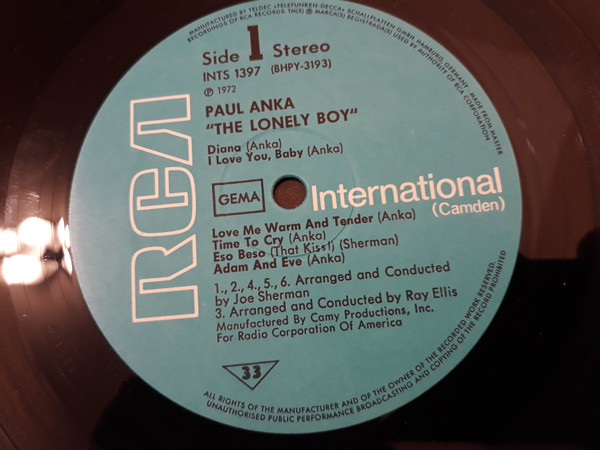 MANUFACTURED BY TELDEC »TELEFUNKEN-DECCA« SCHALLPLATTEN GMBH, HAMBURG, GERMANY · MADE FROM MASTER
RECORDINGS OF RCA RECORDS. TM(S) ® MARCA(S) REGISTRADA(S) USED BY AUTHORITY OF RCA CORPORATION
Side 1 Stereo
INTS 1397 (BHPY-3193)
℗ 1972
RCA
PAUL ANKA
"THE LONELY BOY"
Diana (Anka)
I Love You, Baby (Anka)
GEMA
International
(Camden)
Love Me Warm And Tender (Anka)
Time To Cry (Anka)
Eso Beso (That Kiss!) (Sherman)
Adam And Eve (Anka)
1., 2., 4., 5., 6. Arranged and Conducted
by Joe Sherman
3. Arranged and Conducted by Ray Ellis
Manufactured By Camy Productions, Inc.
For Radio Corporation Of America
33
ALL RIGHTS OF THE MANUFACTURER AND OF THE OWNER OF THE RECORDED WORK RESERVED.
UNAUTHORISED PUBLIC PERFORMANCE BROADCASTING AND COPYING OF THE RECORD PROHIBITED